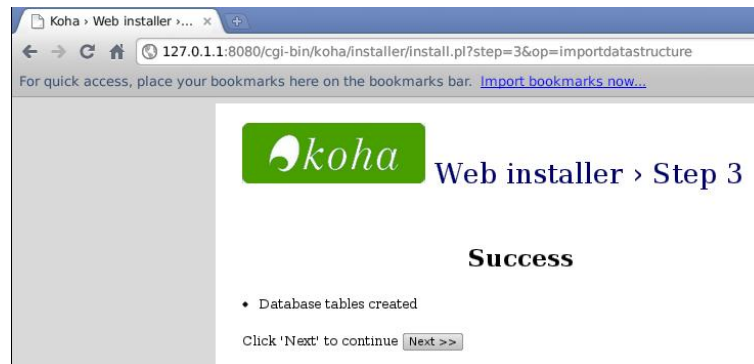 Koha › Web installer ›...
127.0.1.1:8080/cgi-bin/koha/installer/install.pl?step=3&op=importdatastructure
For quick access, place your bookmarks here on the bookmarks bar. Import bookmarks now...
koha Web installer › Step 3
Success
• Database tables created
Click 'Next' to continue Next >>